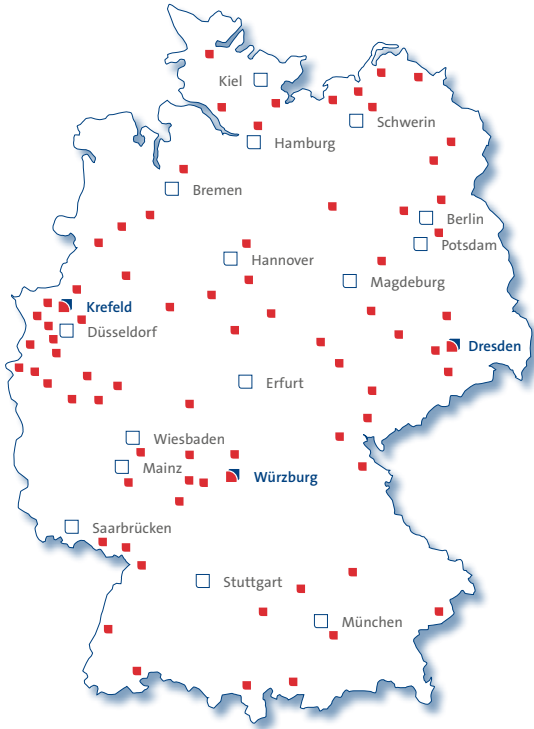 Kiel
Schwerin
Hamburg
Bremen
Berlin
Potsdam
Hannover
Magdeburg
Krefeld
Düsseldorf
Dresden
Erfurt
Wiesbaden
Mainz
Würzburg
Saarbrücken
Stuttgart
München